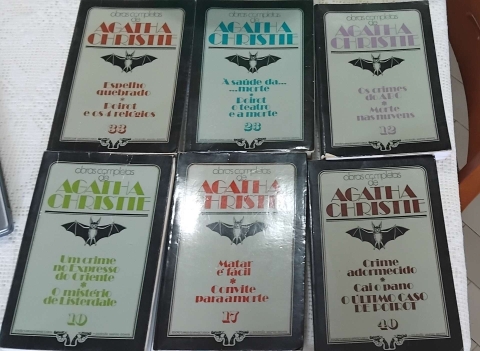 obras completas
de
AGATHA
CHRISTIE
Espelho
quebrado
Poirot
e os 4 relógios
33
obras completas
de
AGATHA
CHRISTIE
À saúde da...
...morte
Poirot,
o teatro
e a morte
23
obras completas
de
AGATHA
CHRISTIE
Os crimes
do ABC
Morte
nas nuvens
12
obras completas
de
AGATHA
CHRISTIE
Um crime
no Expresso
do Oriente
O mistério
de Listerdale
10
obras completas
de
AGATHA
CHRISTIE
Matar
é fácil
Convite
para a morte
17
obras completas
de
AGATHA
CHRISTIE
Crime
adormecido
Cai o pano
O ÚLTIMO CASO
DE POIROT
40